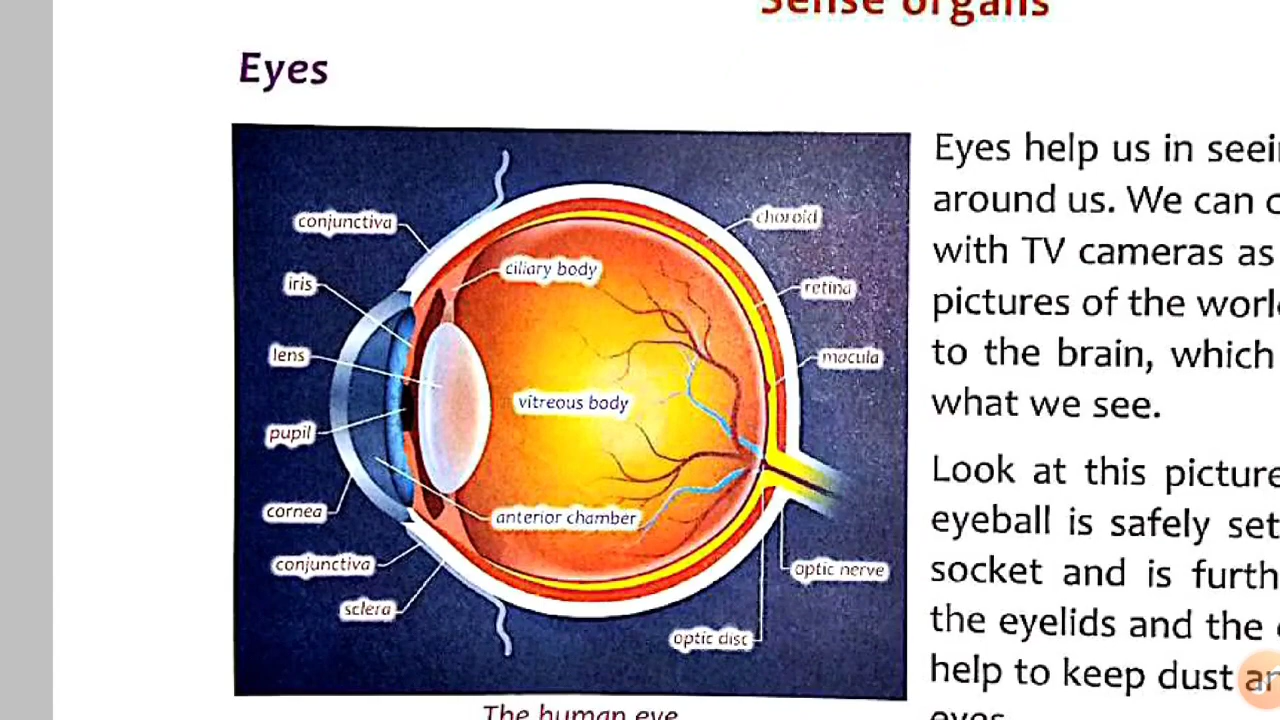 Sense organs
Eyes
conjunctiva
iris
lens
pupil
cornea
conjunctiva
sclera
ciliary body
vitreous body
anterior chamber
choroid
retina
macula
optic nerve
optic disc
The human eye
Eyes help us in
around us. We can
with TV cameras as
pictures of the
to the brain, which
what we see.
Look at this picture
eyeball is safely set
socket and is
the eyelids and the
help to keep dust
eyes